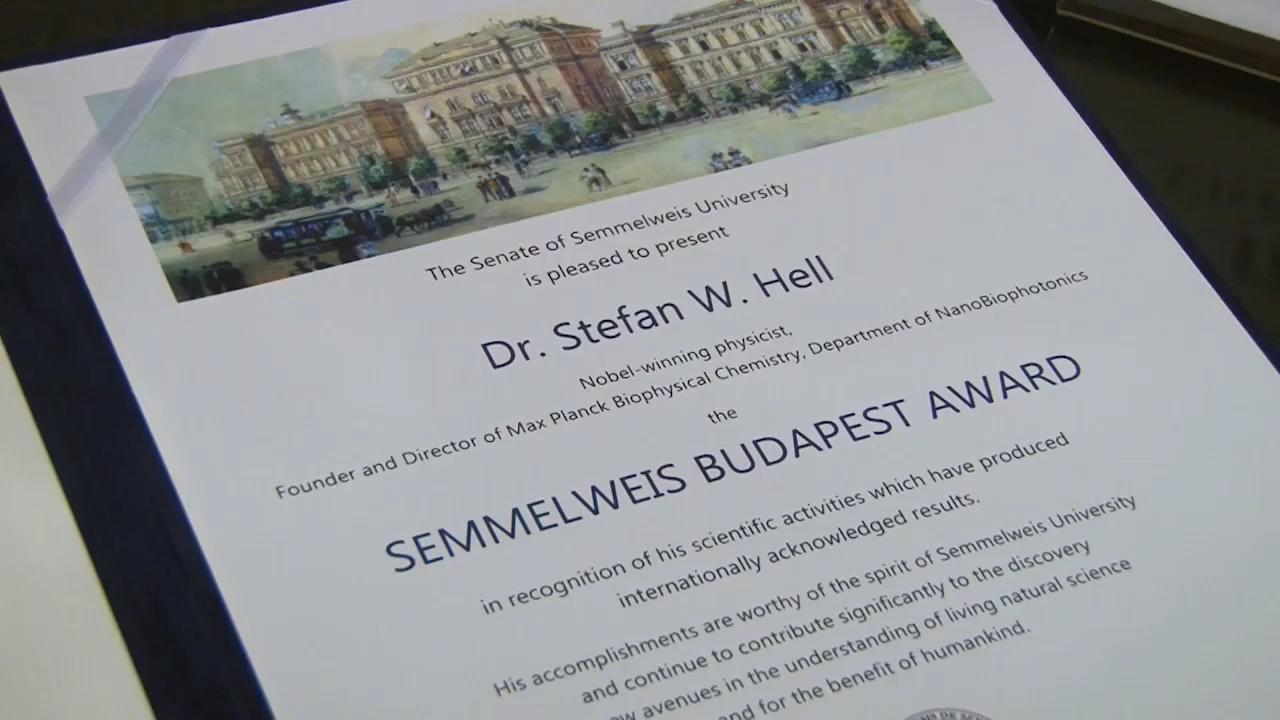 The Senate of Semmelweis University
is pleased to present
Dr. Stefan W. Hell
Nobel-winning physicist,
Founder and Director of Max Planck Biophysical Chemistry, Department of NanoBiophotonics
the
SEMMELWEIS BUDAPEST AWARD
in recognition of his scientific activities which have produced
internationally acknowledged results.
His accomplishments are worthy of the spirit of Semmelweis University
and continue to contribute significantly to the discovery
avenues in the understanding of living natural science
and for the benefit of humankind.